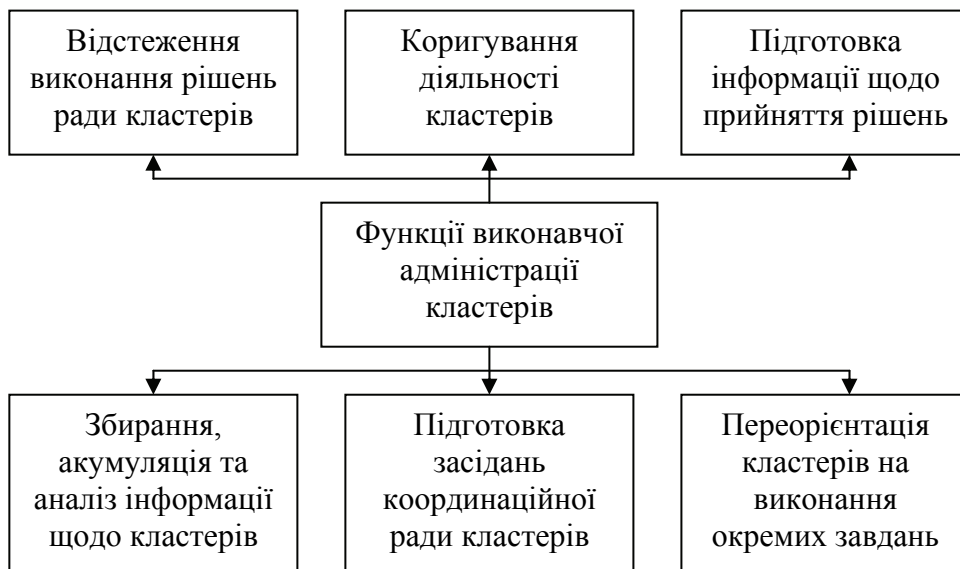 Відстеження
виконання рішень
ради кластерів
Коригування
діяльності
кластерів
Підготовка
інформації щодо
прийняття рішень
Функції виконавчої
адміністрації
кластерів
Збирання,
акумуляція та
аналіз інформації
щодо кластерів
Підготовка
засідань
координаційної
ради кластерів
Переорієнтація
кластерів на
виконання
окремих завдань